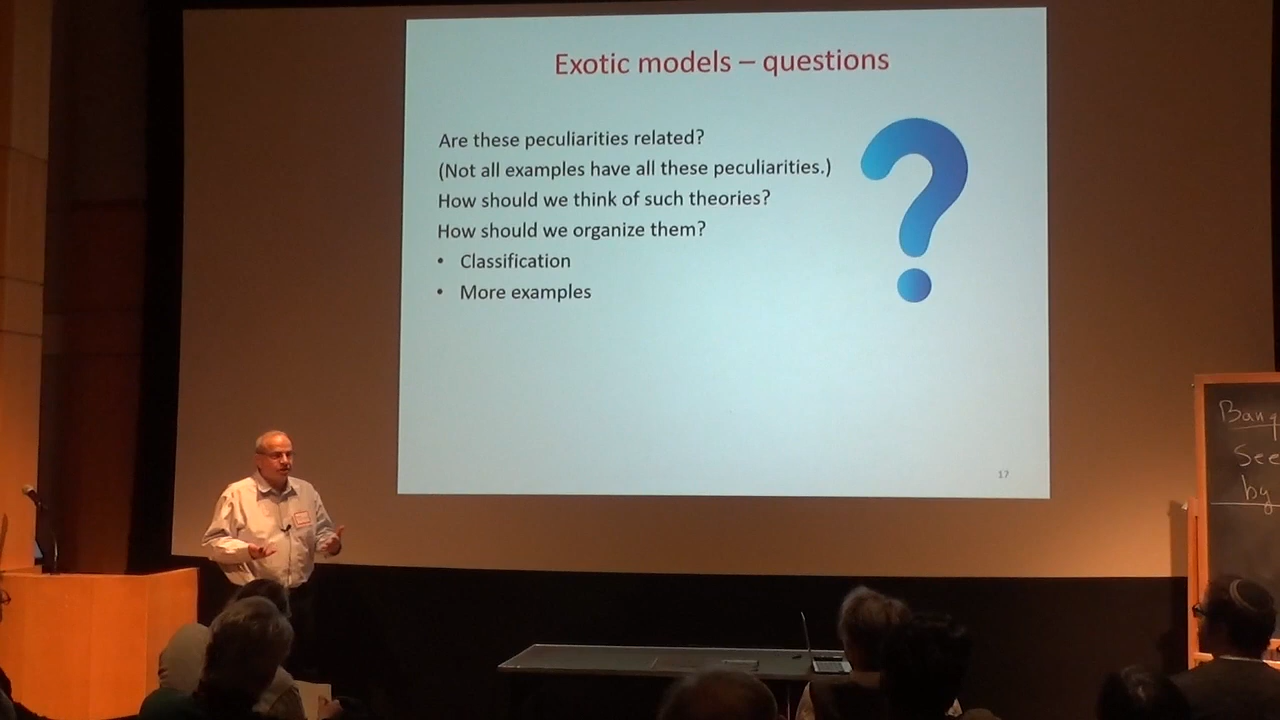 Exotic models – questions
Are these peculiarities related?
(Not all examples have all these peculiarities.)
How should we think of such theories?
How should we organize them?
• Classification
• More examples
17
See
by